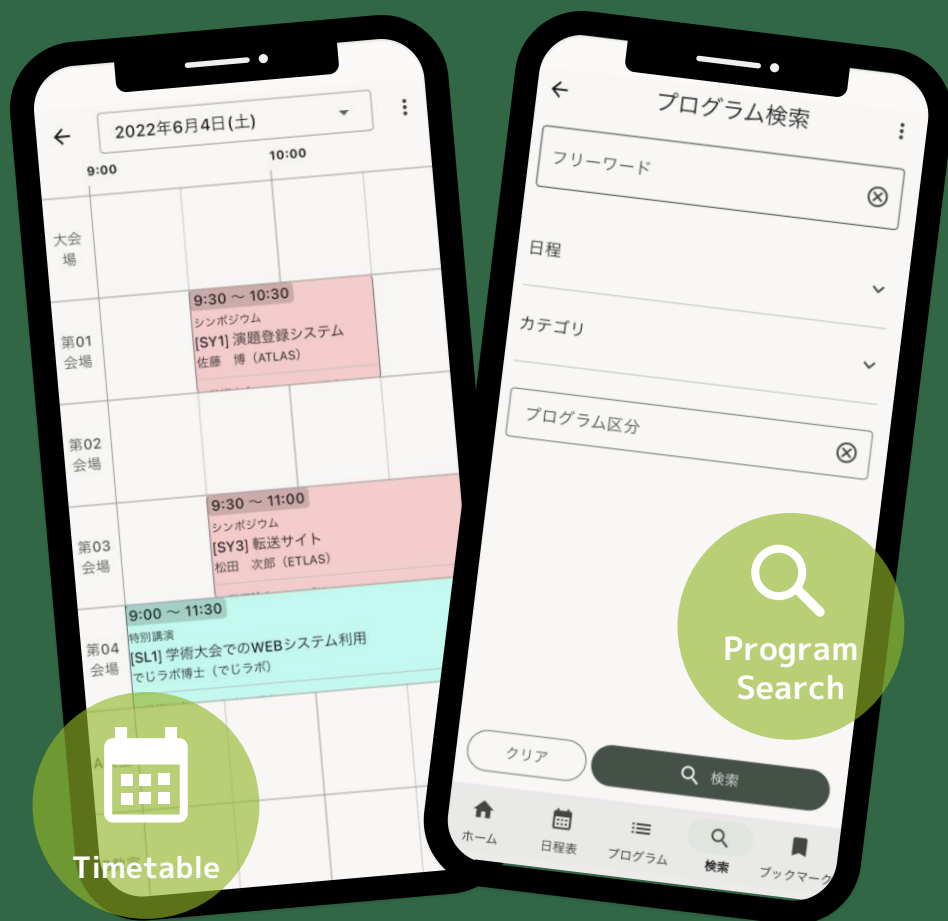 2022年6月4日(土)
9:00
10:00
大会
場
第01
会場
9:30 ～ 10:30
シンポジウム
[SY1] 演題登録システム
佐藤　博（ATLAS）
第02
会場
第03
会場
9:30 ～ 11:00
シンポジウム
[SY3] 転送サイト
松田　次郎（ETLAS）
第04
会場
9:00 ～ 11:30
特別講演
[SL1] 学術大会でのWEBシステム利用
でじラボ博士（でじラボ）
Timetable
プログラム検索
フリーワード
日程
カテゴリ
プログラム区分
Program
Search
クリア
検索
ホーム
日程表
プログラム
検索
ブックマーク